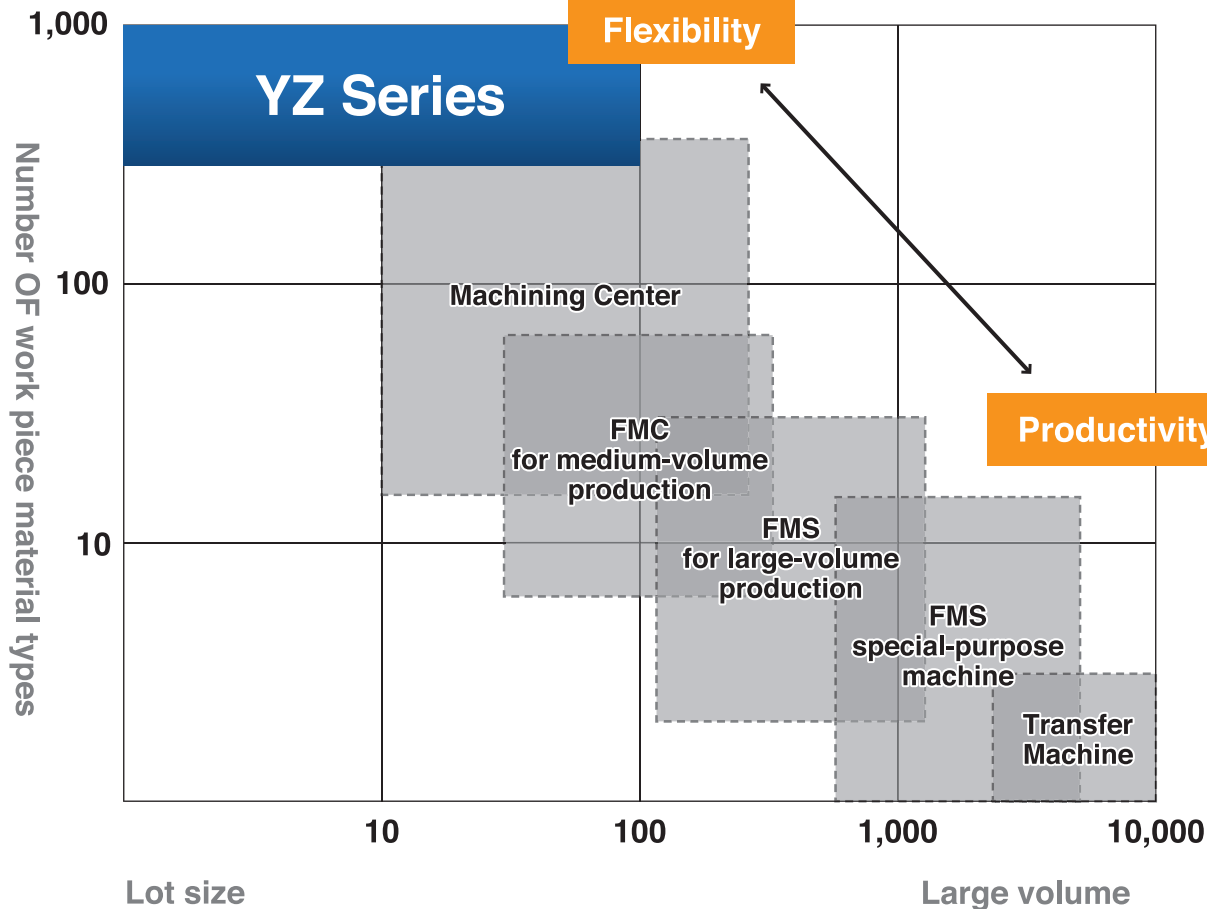 1,000
Flexibility
YZ Series
Number OF work piece material types
100
Machining Center
FMC
for medium-volume
production
Productivity
10
FMS
for large-volume
production
FMS
special-purpose
machine
Transfer
Machine
10
100
1,000
10,000
Lot size
Large volume